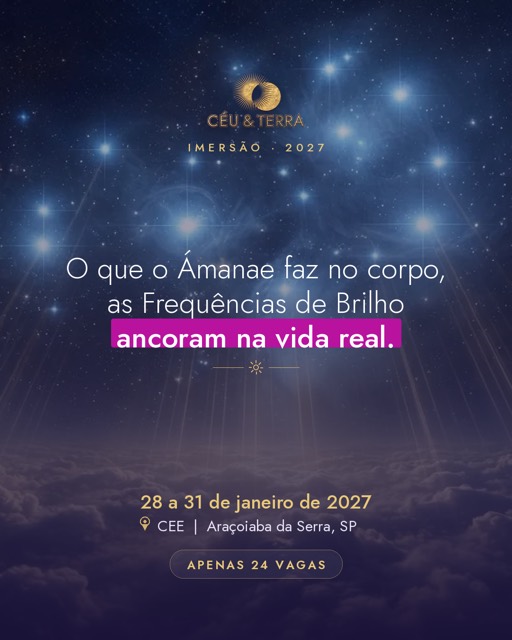 CÉU & TERRA
IMERSÃO · 2027
O que o Ámanae faz no corpo,
as Frequências de Brilho
ancoram na vida real.
28 a 31 de janeiro de 2027
CEE | Araçoiaba da Serra, SP
APENAS 24 VAGAS